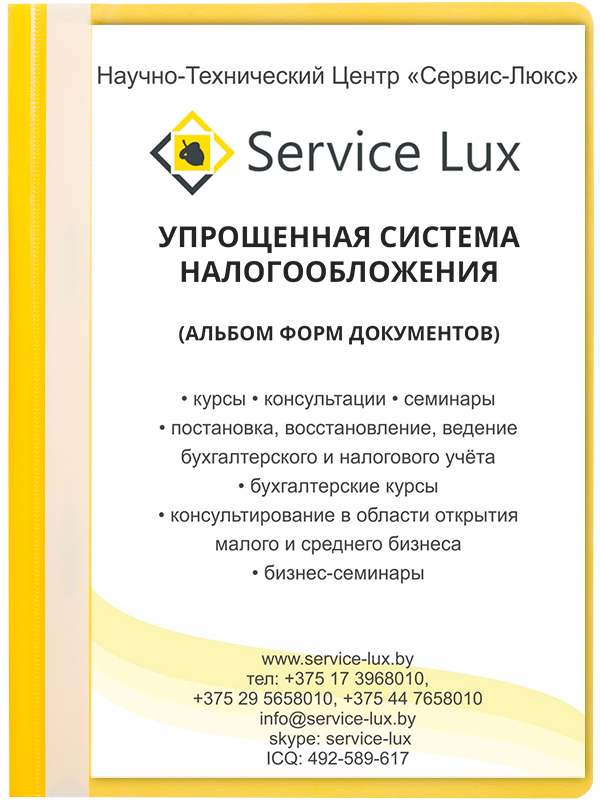 Научно-Технический Центр «Сервис-Люкс»
Service Lux
УПРОЩЕННАЯ СИСТЕМА
НАЛОГООБЛОЖЕНИЯ
(АЛЬБОМ ФОРМ ДОКУМЕНТОВ)
• курсы • консультации • семинары
• постановка, восстановление, ведение
бухгалтерского и налогового учёта
• бухгалтерские курсы
• консультирование в области открытия
малого и среднего бизнеса
• бизнес-семинары
www.service-lux.by
тел: +375 17 3968010,
+375 29 5658010, +375 44 7658010
info@service-lux.by
skype: service-lux
ICQ: 492-589-617